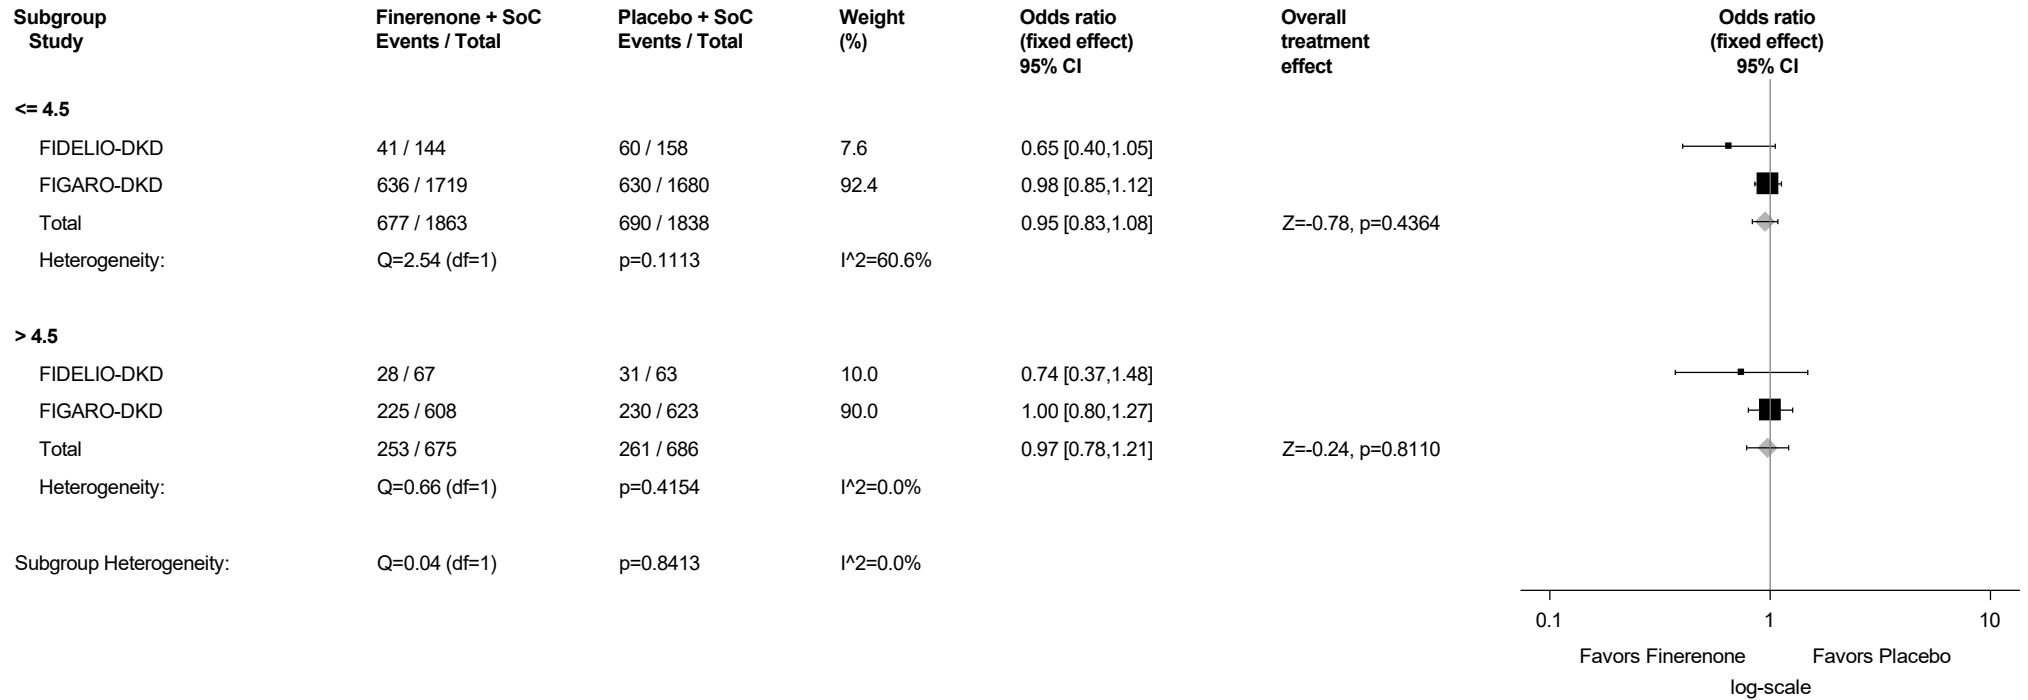 Subgroup Finerenone + SoC Placebo + SoC Weight Odds ratio Overall Odds ratio
Study Events / Total Events / Total (%) (fixed effect) treatment (fixed effect)
95% CI effect 95% CI
<= 4.5
FIDELIO-DKD 41 / 144 60 / 158 7.6 0.65 [0.40,1.05]
FIGARO-DKD 636 / 1719 630 / 1680 92.4 0.98 [0.85,1.12]
Total 677 / 1863 690 / 1838 0.95 [0.83,1.08] Z=-0.78, p=0.4364
Heterogeneity: Q=2.54 (df=1) p=0.1113 I^2=60.6%
> 4.5
FIDELIO-DKD 28 / 67 31 / 63 10.0 0.74 [0.37,1.48]
FIGARO-DKD 225 / 608 230 / 623 90.0 1.00 [0.80,1.27]
Total 253 / 675 261 / 686 0.97 [0.78,1.21] Z=-0.24, p=0.8110
Heterogeneity: Q=0.66 (df=1) p=0.4154 I^2=0.0%
Subgroup Heterogeneity: Q=0.04 (df=1) p=0.8413 I^2=0.0%
0.1 1 10
Favors Finerenone Favors Placebo
log-scale